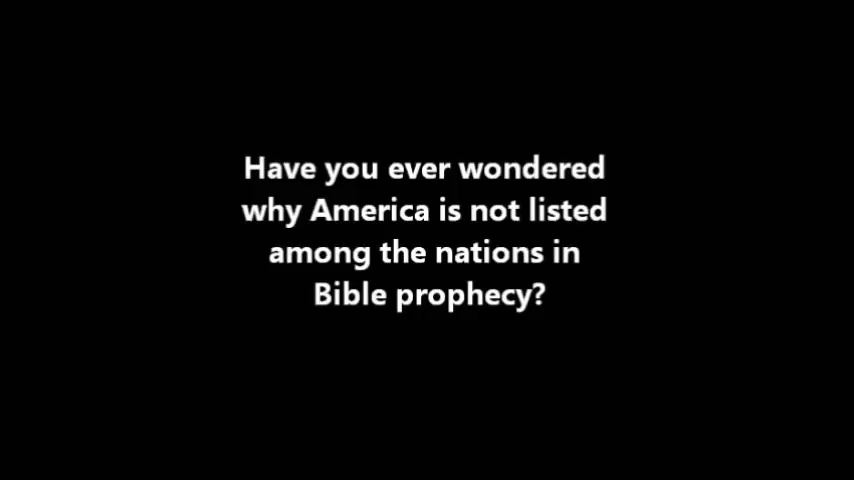 Have you ever wondered
why America is not listed
among the nations in
Bible prophecy?